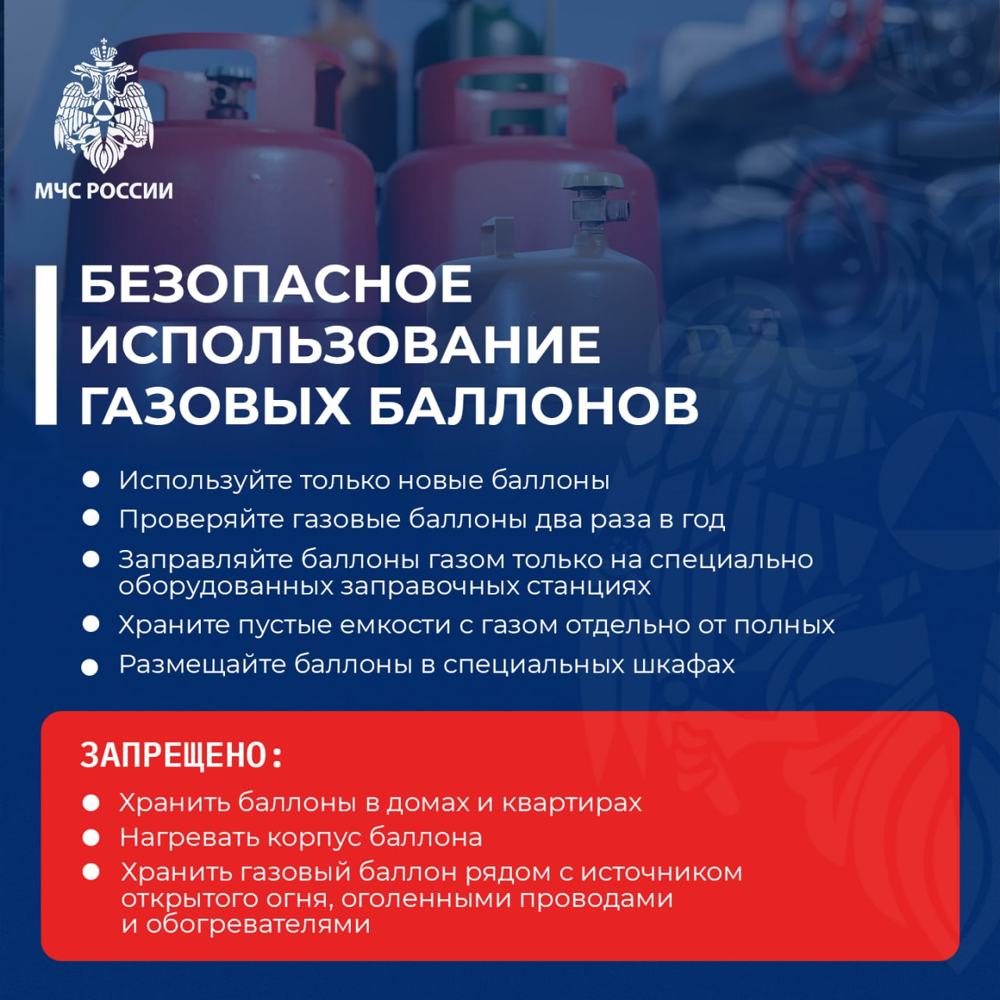 МЧС РОССИИ
БЕЗОПАСНОЕ
ИСПОЛЬЗОВАНИЕ
ГАЗОВЫХ БАЛЛОНОВ
Используйте только новые баллоны
Проверяйте газовые баллоны два раза в год
Заправляйте баллоны газом только на специально
оборудованных заправочных станциях
Храните пустые емкости с газом отдельно от полных
Размещайте баллоны в специальных шкафах
ЗАПРЕЩЕНО:
Хранить баллоны в домах и квартирах
Нагревать корпус баллона
Хранить газовый баллон рядом с источником
открытого огня, оголенными проводами
и обогревателями